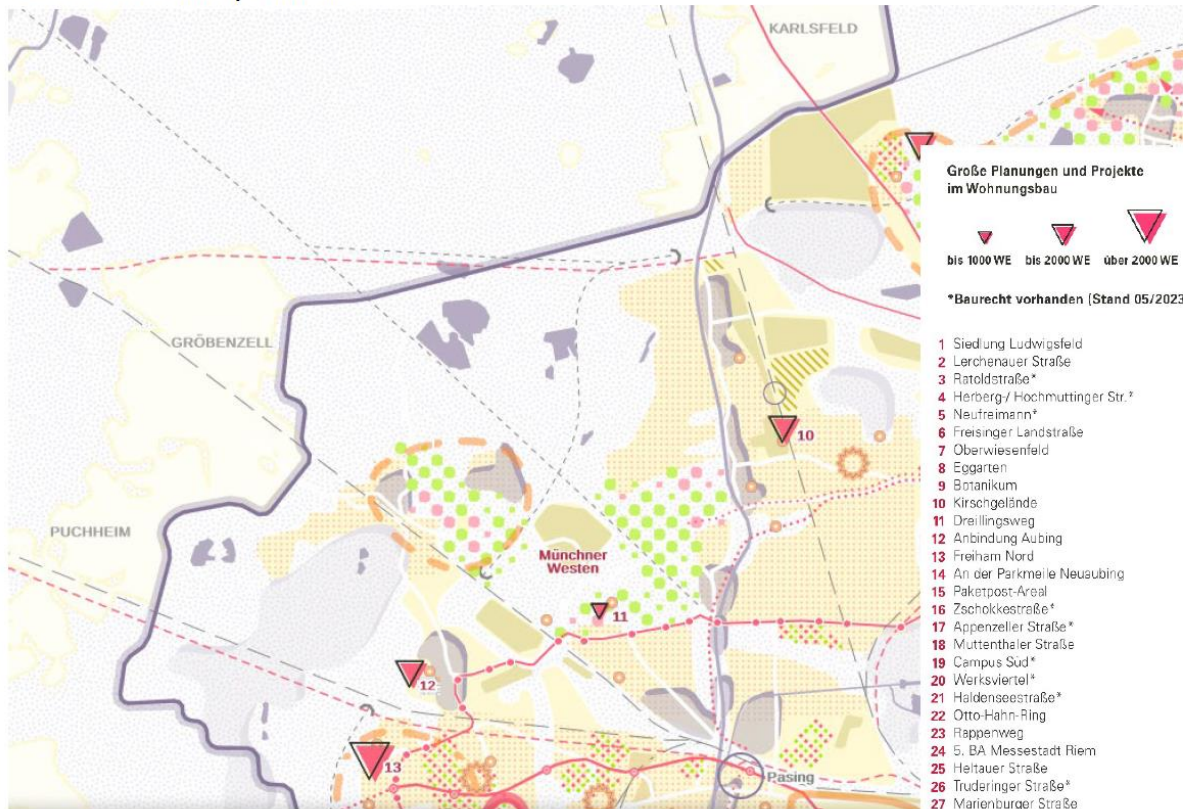 KARLSFELD
GRÖBENZELL
PUCHHEIM
Münchner
Westen
10
11
12
13
Pasing
Große Planungen und Projekte
im Wohnungsbau
bis 1000 WE bis 2000 WE über 2000 WE
*Baurecht vorhanden (Stand 05/2023
1 Siedlung Ludwigsfeld
2 Lerchenauer Straße
3 Ratoldstraße*
4 Herberg-/ Hochmuttinger Str.*
5 Neufreimann*
6 Freisinger Landstraße
7 Oberwiesenfeld
8 Eggarten
9 Botanikum
10 Kirschgelände
11 Dreilingsweg
12 Anbindung Aubing
13 Freiham Nord
14 An der Parkmeile Neuaubing
15 Paketpost-Areal
16 Zschokkestraße*
17 Appenzeller Straße*
18 Muttenthaler Straße
19 Campus Süd*
20 Werksviertel*
21 Haldenseestraße*
22 Otto-Hahn-Ring
23 Rappenweg
24 5. BA Messestadt Riem
25 Heltauer Straße
26 Truderinger Straße*
27 Marienburger Straße